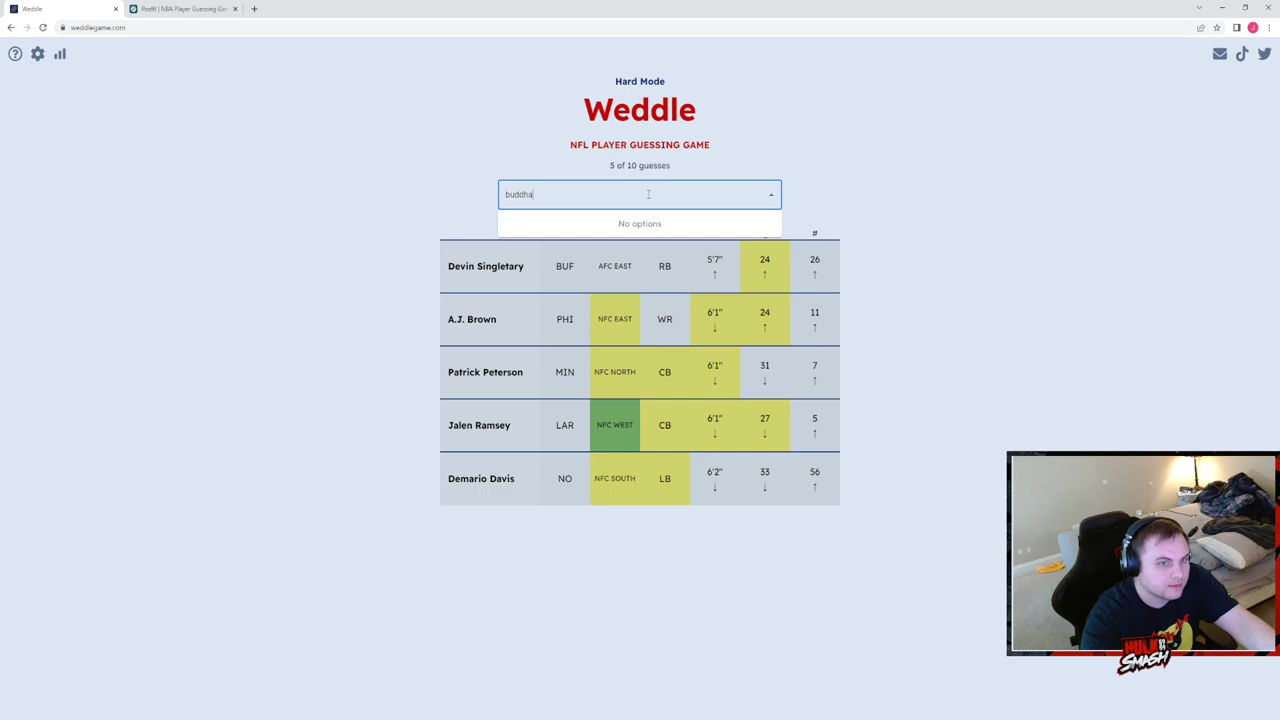 Weddle
Poeltl | NBA Player Guessing Ga
weddlegame.com
J
Hard Mode
Weddle
NFL PLAYER GUESSING GAME
5 of 10 guesses
buddha
No options
#
Devin Singletary BUF AFC EAST RB 5'7" ↑ 24 ↑ 26 ↑
A.J. Brown PHI NFC EAST WR 6'1" ↓ 24 ↑ 11 ↑
Patrick Peterson MIN NFC NORTH CB 6'1" ↓ 31 ↓ 7 ↑
Jalen Ramsey LAR NFC WEST CB 6'1" ↓ 27 ↓ 5 ↑
Demario Davis NO NFC SOUTH LB 6'2" ↓ 33 ↓ 56 ↑
HULK
SMASH